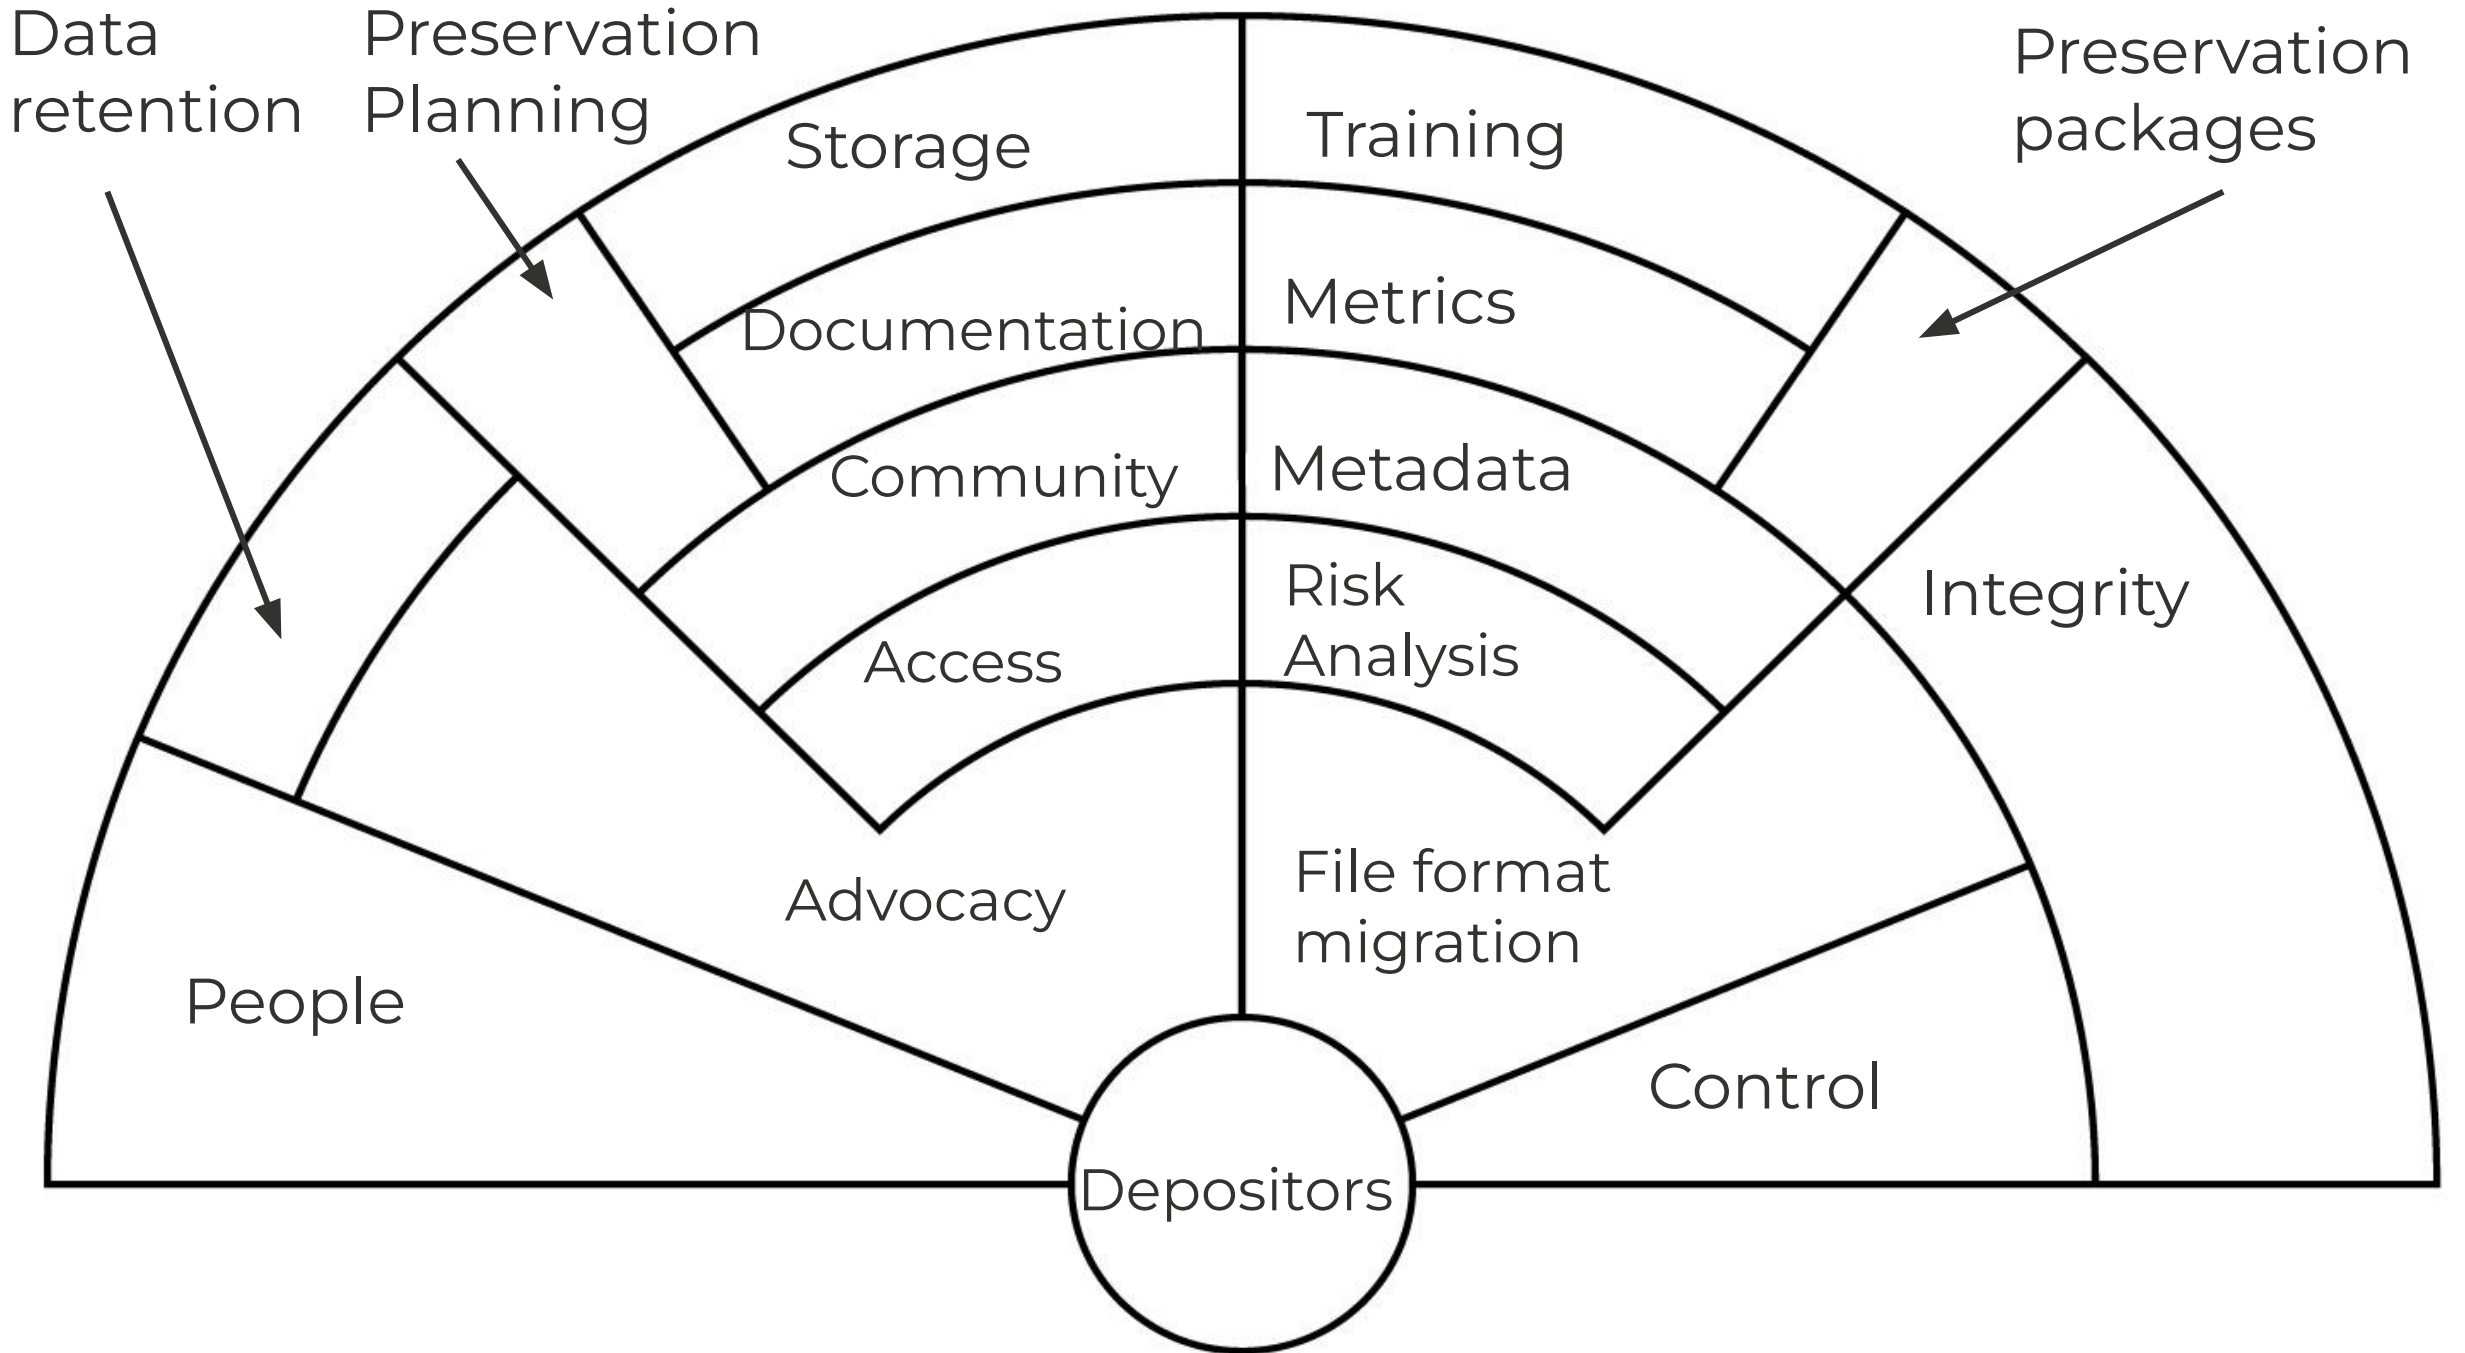 Data
retention
Preservation
Planning
Preservation
packages
Storage
Training
Documentation
Metrics
Community
Metadata
Risk
Analysis
Access
Integrity
Advocacy
File format
migration
People
Control
Depositors